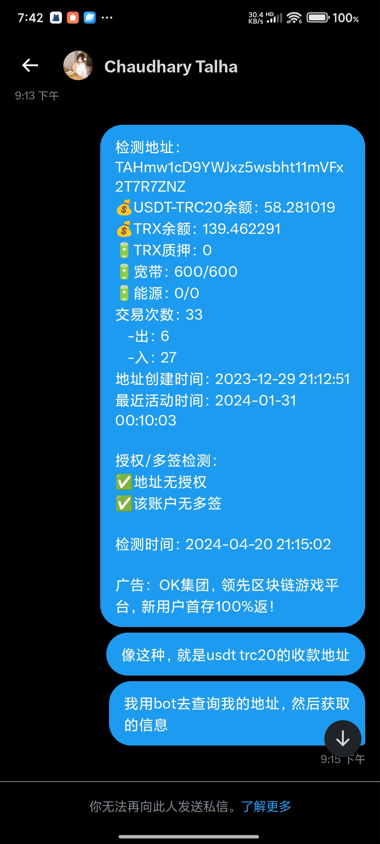 7:42
30.4 KB/s HD 100%
Chaudhary Talha
9:13 下午
检测地址：
TAHmw1cD9YWJxz5wsbht11mVFx
2T7R7ZNZ
💰USDT-TRC20余额：58.281019
💰TRX余额：139.462291
🔋TRX质押：0
🔋宽带：600/600
🔋能源：0/0
交易次数：33
-出：6
-入：27
地址创建时间：2023-12-29 21:12:51
最近活动时间：2024-01-31
00:10:03
授权/多签检测：
✅地址无授权
✅该账户无多签
检测时间：2024-04-20 21:15:02
广告：OK集团, 领先区块链游戏平
台，新用户首存100%返！
像这种，就是usdt trc20的收款地址
我用bot去查询我的地址，然后获取
的信息
9:15 下午
你无法再向此人发送私信。了解更多